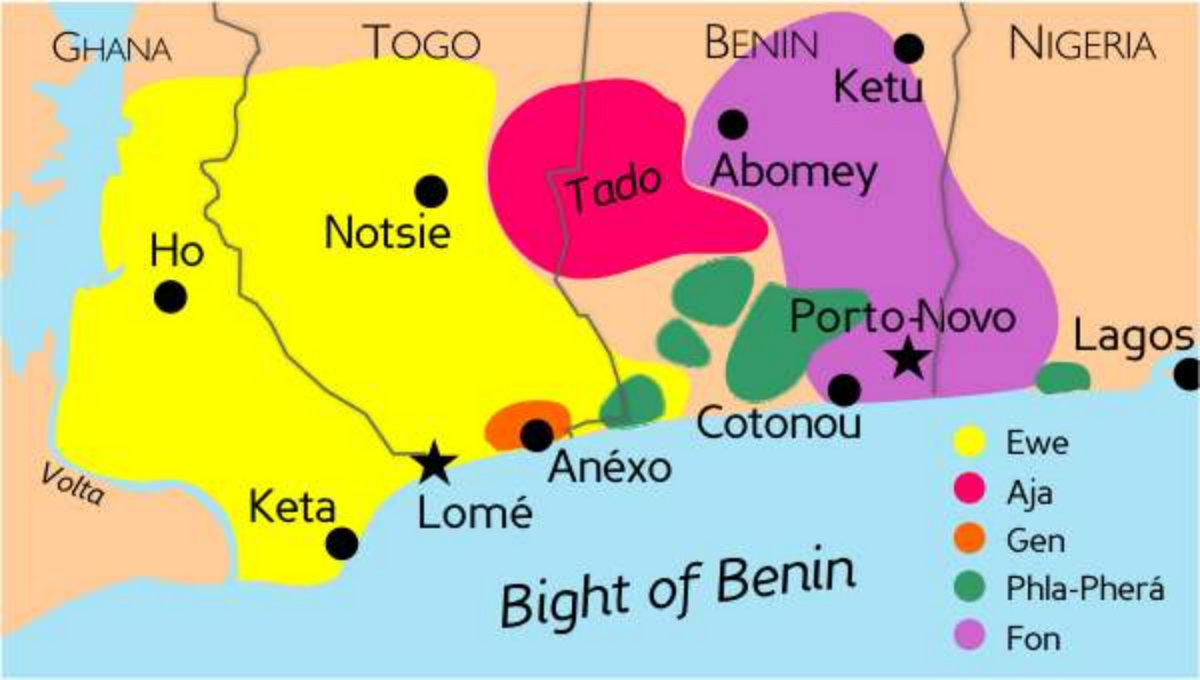 GHANA
TOGO
BENIN
NIGERIA
Ketu
Abomey
Tado
Notsie
Ho
Porto-Novo
Lagos
Cotonou
Anéxo
Volta
Keta
Lomé
Bight of Benin
Ewe
Aja
Gen
Phla-Pherá
Fon